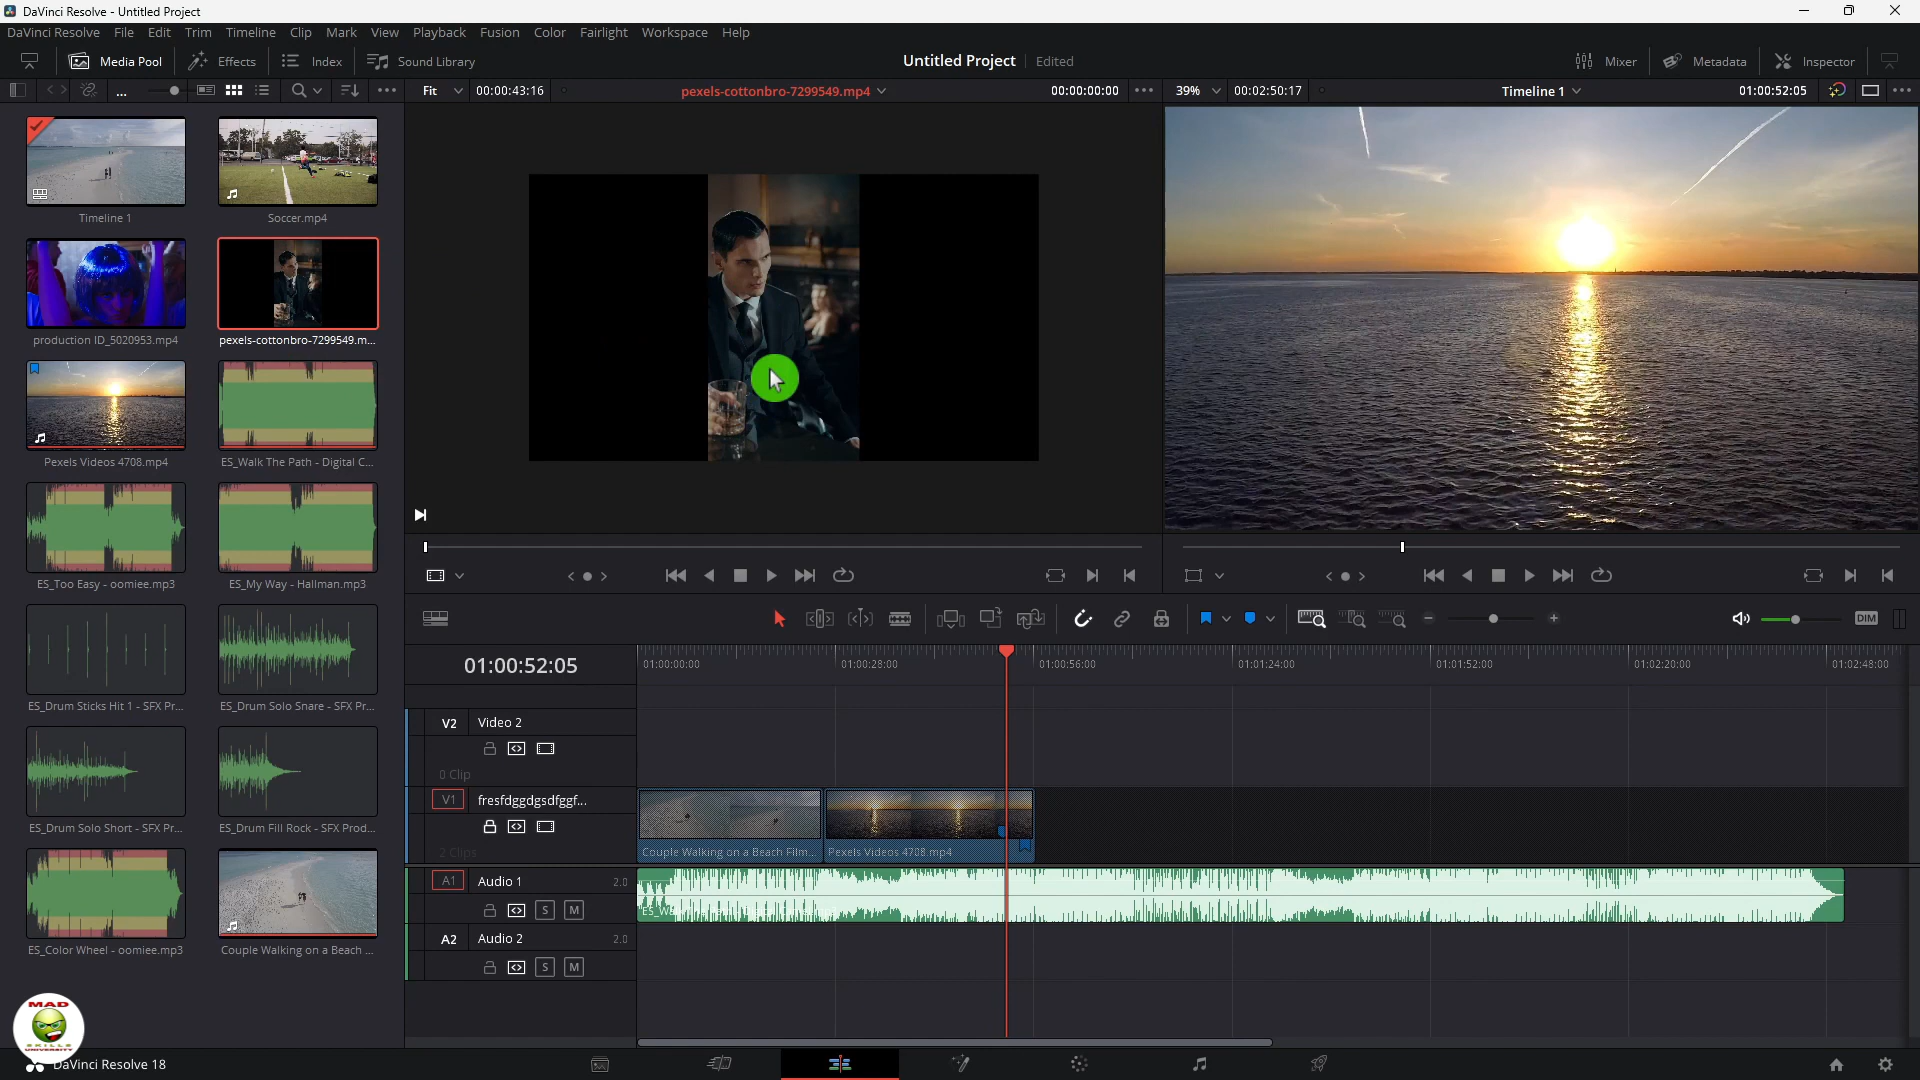 DaVinci Resolve - Untitled Project
DaVinci Resolve File Edit Trim Timeline Clip Mark View Playback Fusion Color Fairlight Workspace Help
Media Pool Effects Index Sound Library Untitled Project Edited Mixer Metadata Inspector
... Fit 00:00:43:16 pexels-cottonbro-7299549.mp4 00:00:00:00 39% 00:02:50:17 Timeline 1 01:00:52:05
Timeline 1 Soccer.mp4
production ID_5020953.mp4 pexels-cottonbro-7299549.m...
Pexels Videos 4708.mp4 ES_Walk The Path - Digital C...
ES_Too Easy - oomiee.mp3 ES_My Way - Hallman.mp3
ES_Drum Sticks Hit 1 - SFX Pr... ES_Drum Solo Snare - SFX Pr...
ES_Drum Solo Short - SFX Pr... ES_Drum Fill Rock - SFX Prod...
ES_Color Wheel - oomiee.mp3 Couple Walking on a Beach ...
DIM
01:00:52:05 01:00:00:00 01:00:28:00 01:00:56:00 01:01:24:00 01:01:52:00 01:02:20:00 01:02:48:00
V2 Video 2
0 Clip
V1 fresfdggdgsdfggf...
2 Clips Couple Walking on a Beach Film... Pexels Videos 4708.mp4
A1 Audio 1 2.0
S M
A2 Audio 2 2.0
S M
MAD
SKILLS
UNIVERSITY
DaVinci Resolve 18